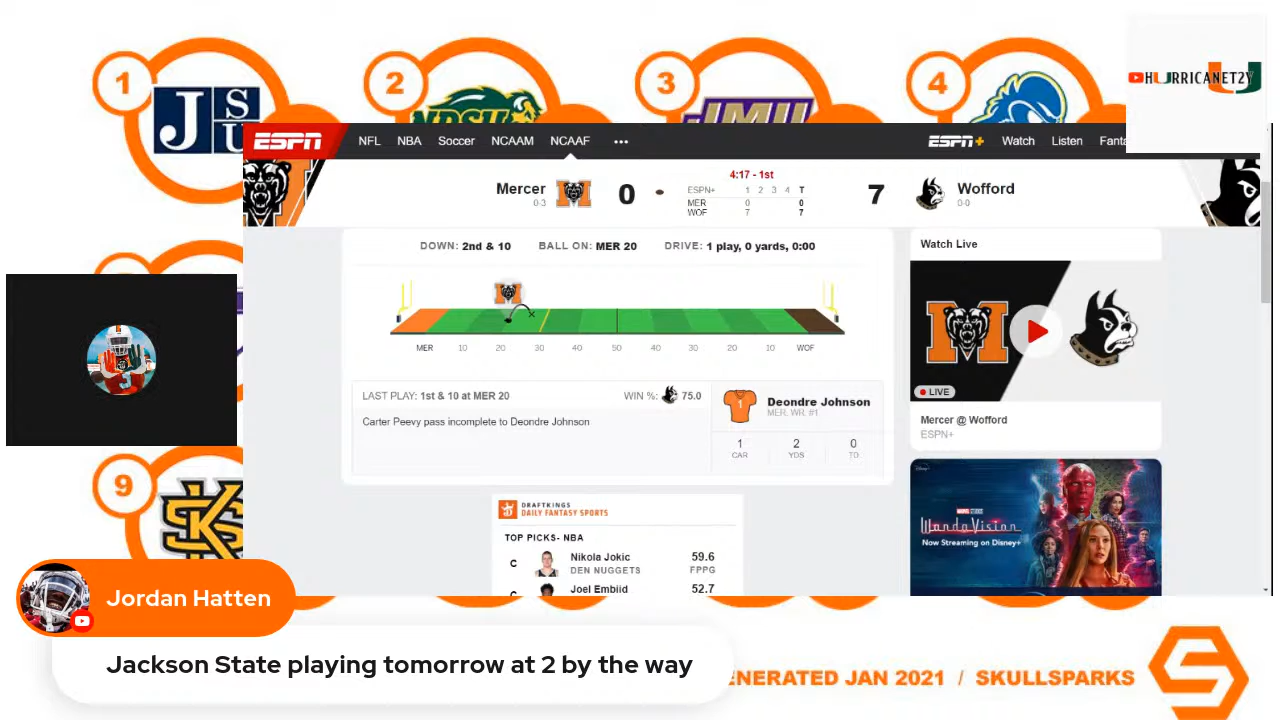 1
2
3
4
JSU
NDSU
JMU
HURRICANET2Y
ESPN
NFL NBA Soccer NCAAM NCAAF •••
ESPN+ Watch Listen
Mercer
0-3
0
4:17 - 1st
ESPN+ 1 2 3 4 T
MER 0 0
WOF 7 7
7
Wofford
0-0
DOWN: 2nd & 10 BALL ON: MER 20 DRIVE: 1 play, 0 yards, 0:00
MER 10 20 30 40 50 40 30 20 10 WOF
LAST PLAY: 1st & 10 at MER 20
WIN %: 75.0
Carter Peevy pass incomplete to Deondre Johnson
1
Deondre Johnson
MER. WR. #1
1 2 0
CAR YDS TD
Watch Live
LIVE
Mercer @ Wofford
ESPN+
Disney+
MARVEL STUDIOS
WandaVision
Now Streaming on Disney+
DRAFTKINGS
DAILY FANTASY SPORTS
TOP PICKS- NBA
C Nikola Jokic 59.6
DEN NUGGETS FPPG
C Joel Embiid 52.7
9
KS
Jordan Hatten
Jackson State playing tomorrow at 2 by the way
ENERATED JAN 2021 / SKULLSPARKS